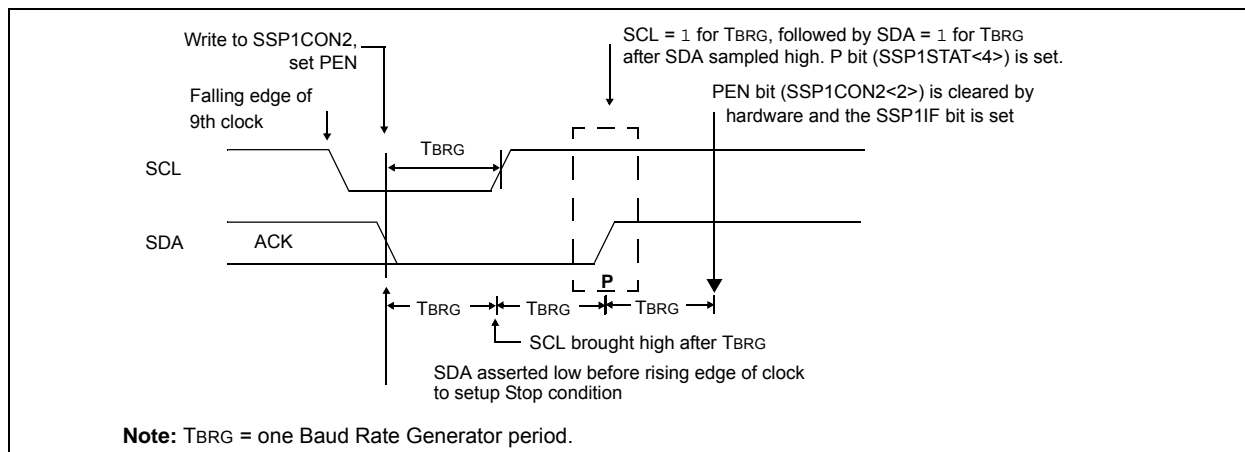 Write to SSP1CON2,
set PEN
SCL = 1 for TBRG, followed by SDA = 1 for TBRG
after SDA sampled high. P bit (SSP1STAT<4>) is set.
Falling edge of
9th clock
PEN bit (SSP1CON2<2>) is cleared by
hardware and the SSP1IF bit is set
TBRG
SCL
SDA
ACK
P
TBRG
TBRG
TBRG
SCL brought high after TBRG
SDA asserted low before rising edge of clock
to setup Stop condition
Note: TBRG = one Baud Rate Generator period.